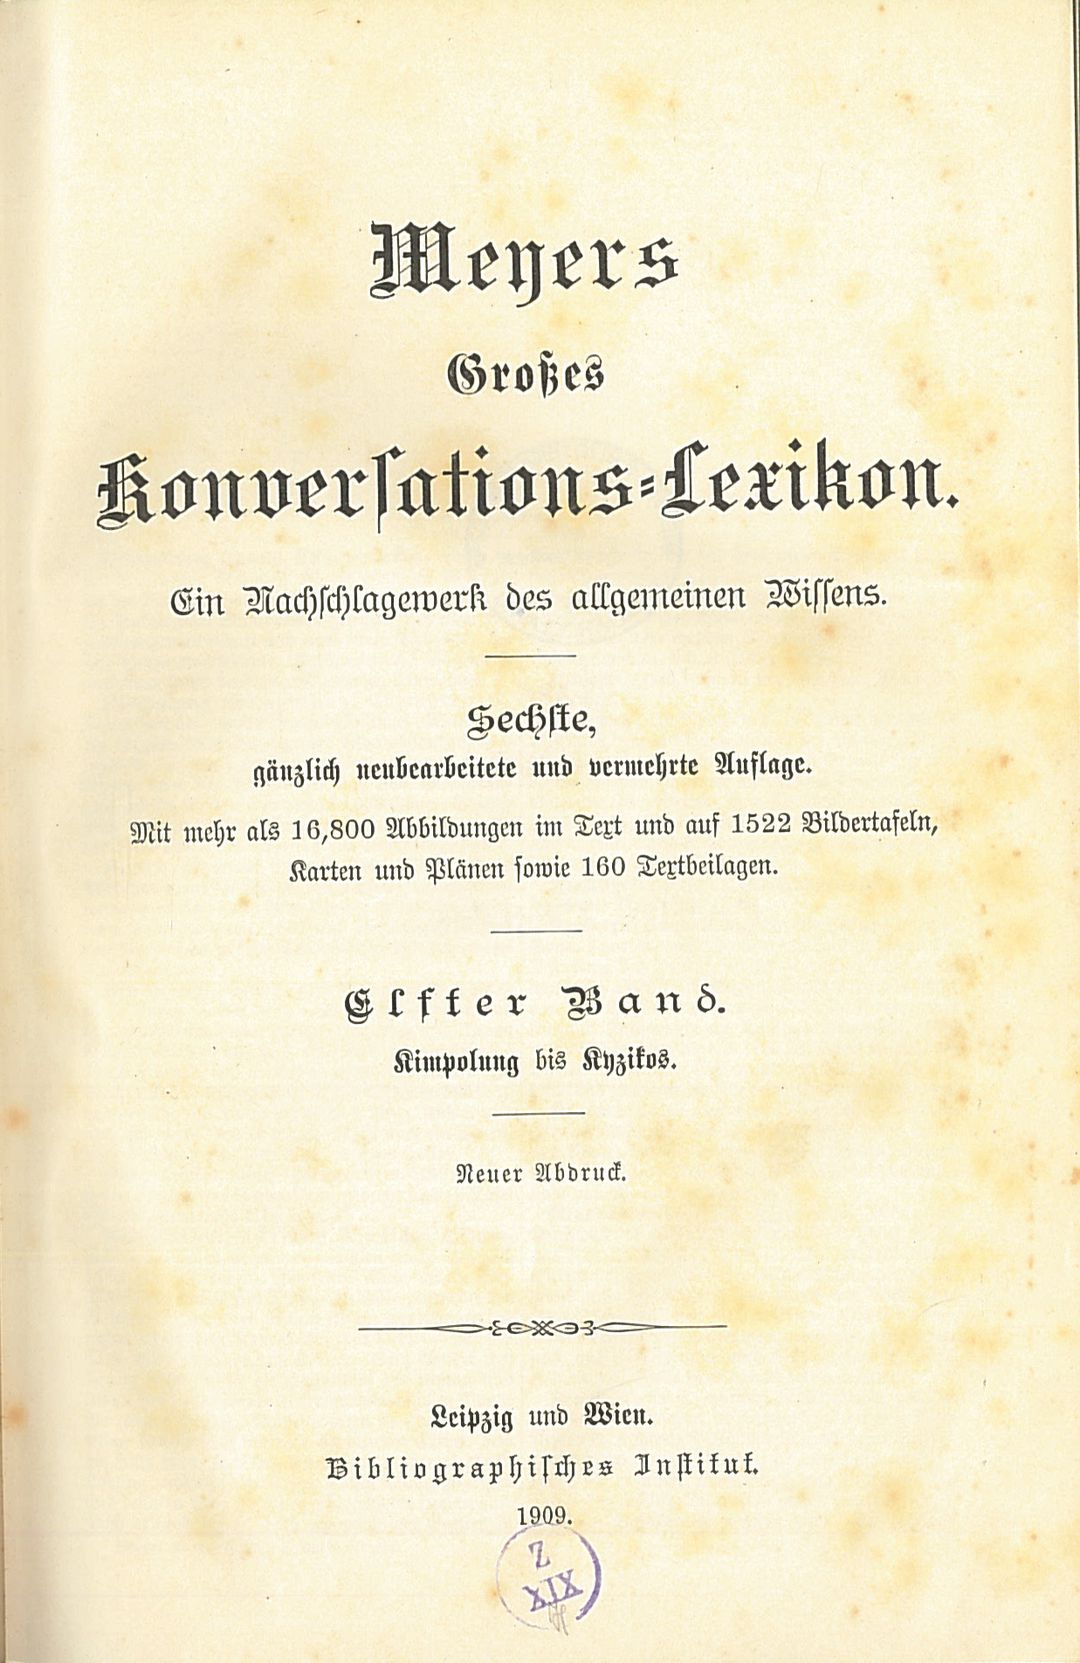 Meyers
Großes
Konversations-Lexikon.
Ein Nachschlagewerk des allgemeinen Wissens.
Sechste,
gänzlich neubearbeitete und vermehrte Auflage.
Mit mehr als 16,800 Abbildungen im Text und auf 1522 Bildertafeln,
Karten und Plänen sowie 160 Textbeilagen.
Elfter Band.
Kimpolung bis Kyzikos.
Neuer Abdruck.
Leipzig und Wien.
Bibliographisches Institut.
1909.
Z
XIX